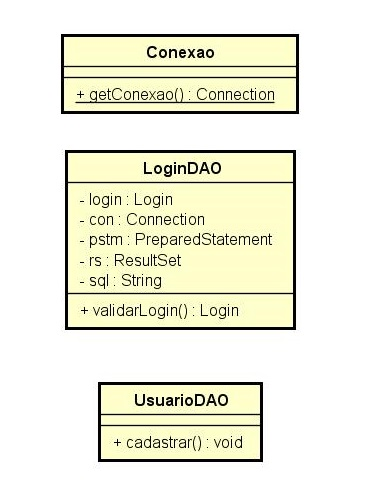 Conexao
+ getConexao() : Connection
LoginDAO
- login : Login
- con : Connection
- pstm : PreparedStatement
- rs : ResultSet
- sql : String
+ validarLogin() : Login
UsuarioDAO
+ cadastrar() : void